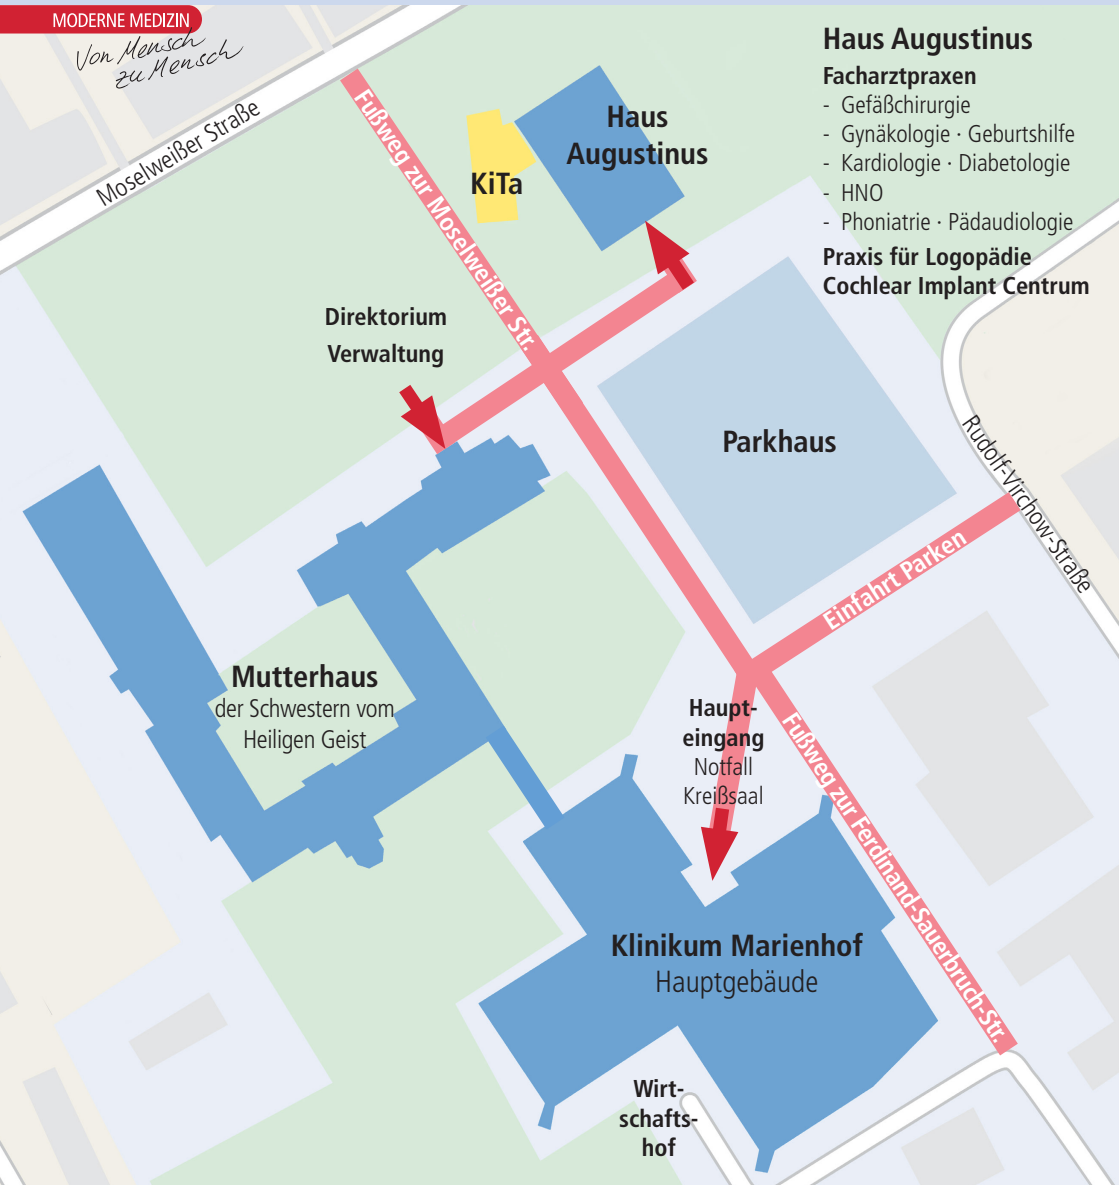 MODERNE MEDIZIN
Von Mensch
zu Mensch
Moselweißer Straße
Fußweg zur Moselweißer Str.
KiTa
Haus
Augustinus
Haus Augustinus
Facharztpraxen
- Gefäßchirurgie
- Gynäkologie · Geburtshilfe
- Kardiologie · Diabetologie
- HNO
- Phoniatrie · Pädaudiologie
Praxis für Logopädie
Cochlear Implant Centrum
Direktorium
Verwaltung
Parkhaus
Rudolf-Virchow-Straße
Einfahrt Parken
Mutterhaus
der Schwestern vom
Heiligen Geist
Haupt-
eingang
Notfall
Kreißsaal
Fußweg zur Ferdinand-Sauerbruch-Str.
Klinikum Marienhof
Hauptgebäude
Wirt-
schafts-
hof